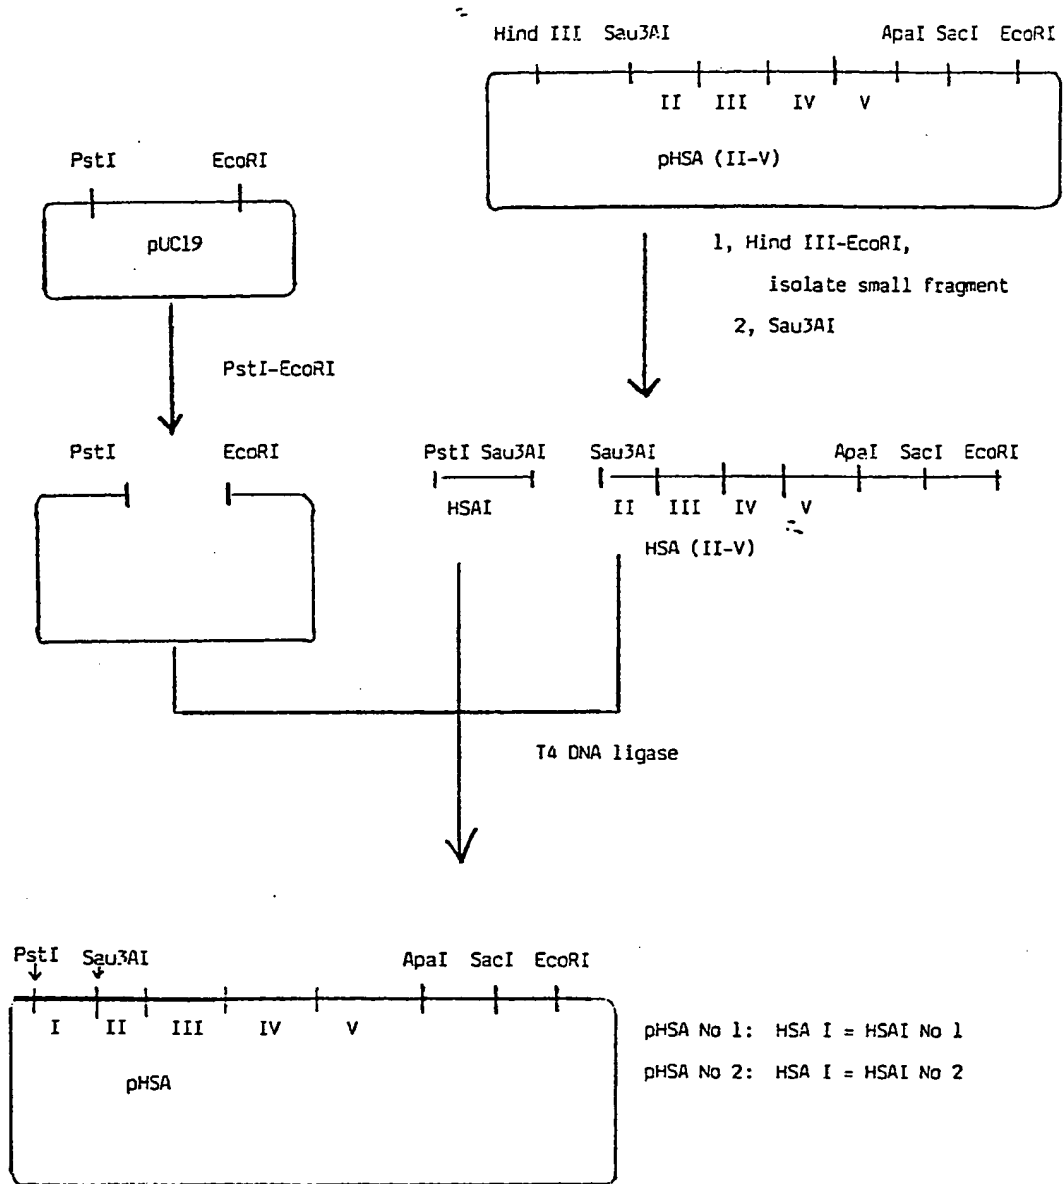 Hind III Sau3AI ApaI SacI EcoRI
II III IV V
pHSA (II-V)
PstI EcoRI
pUC19
1, Hind III-EcoRI,
isolate small fragment
2, Sau3AI
PstI-EcoRI
PstI EcoRI
PstI Sau3AI
HSAI
Sau3AI ApaI SacI EcoRI
II III IV V
HSA (II-V)
T4 DNA ligase
PstI Sau3AI ApaI SacI EcoRI
I II III IV V
pHSA
pHSA No 1: HSA I = HSAI No 1
pHSA No 2: HSA I = HSAI No 2